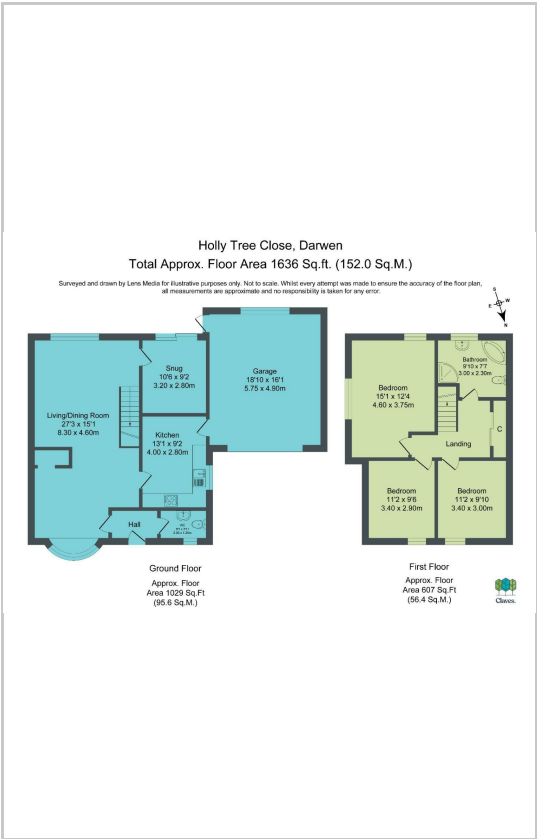 Holly Tree Close, Darwen
Total Approx. Floor Area 1636 Sq.ft. (152.0 Sq.M.)
Surveyed and drawn by Lens Media for illustrative purposes only. Not to scale. Whilst every attempt was made to ensure the accuracy of the floor plan,
all measurements are approximate and no responsibility is taken for any error.
S
E
W
N
Snug
10'6 x 9'2
3.20 x 2.80m
Garage
18'10 x 16'1
5.75 x 4.90m
Living/Dining Room
27'3 x 15'1
8.30 x 4.60m
Kitchen
13'1 x 9'2
4.00 x 2.80m
Hall
WC
Ground Floor
Approx. Floor
Area 1029 Sq.Ft
(95.6 Sq.M.)
Bathroom
9'10 x 7'7
3.00 x 2.30m
Bedroom
15'1 x 12'4
4.60 x 3.75m
C
Landing
Bedroom
11'2 x 9'6
3.40 x 2.90m
Bedroom
11'2 x 9'10
3.40 x 3.00m
First Floor
Approx. Floor
Area 607 Sq.Ft
(56.4 Sq.M.)
Claves.